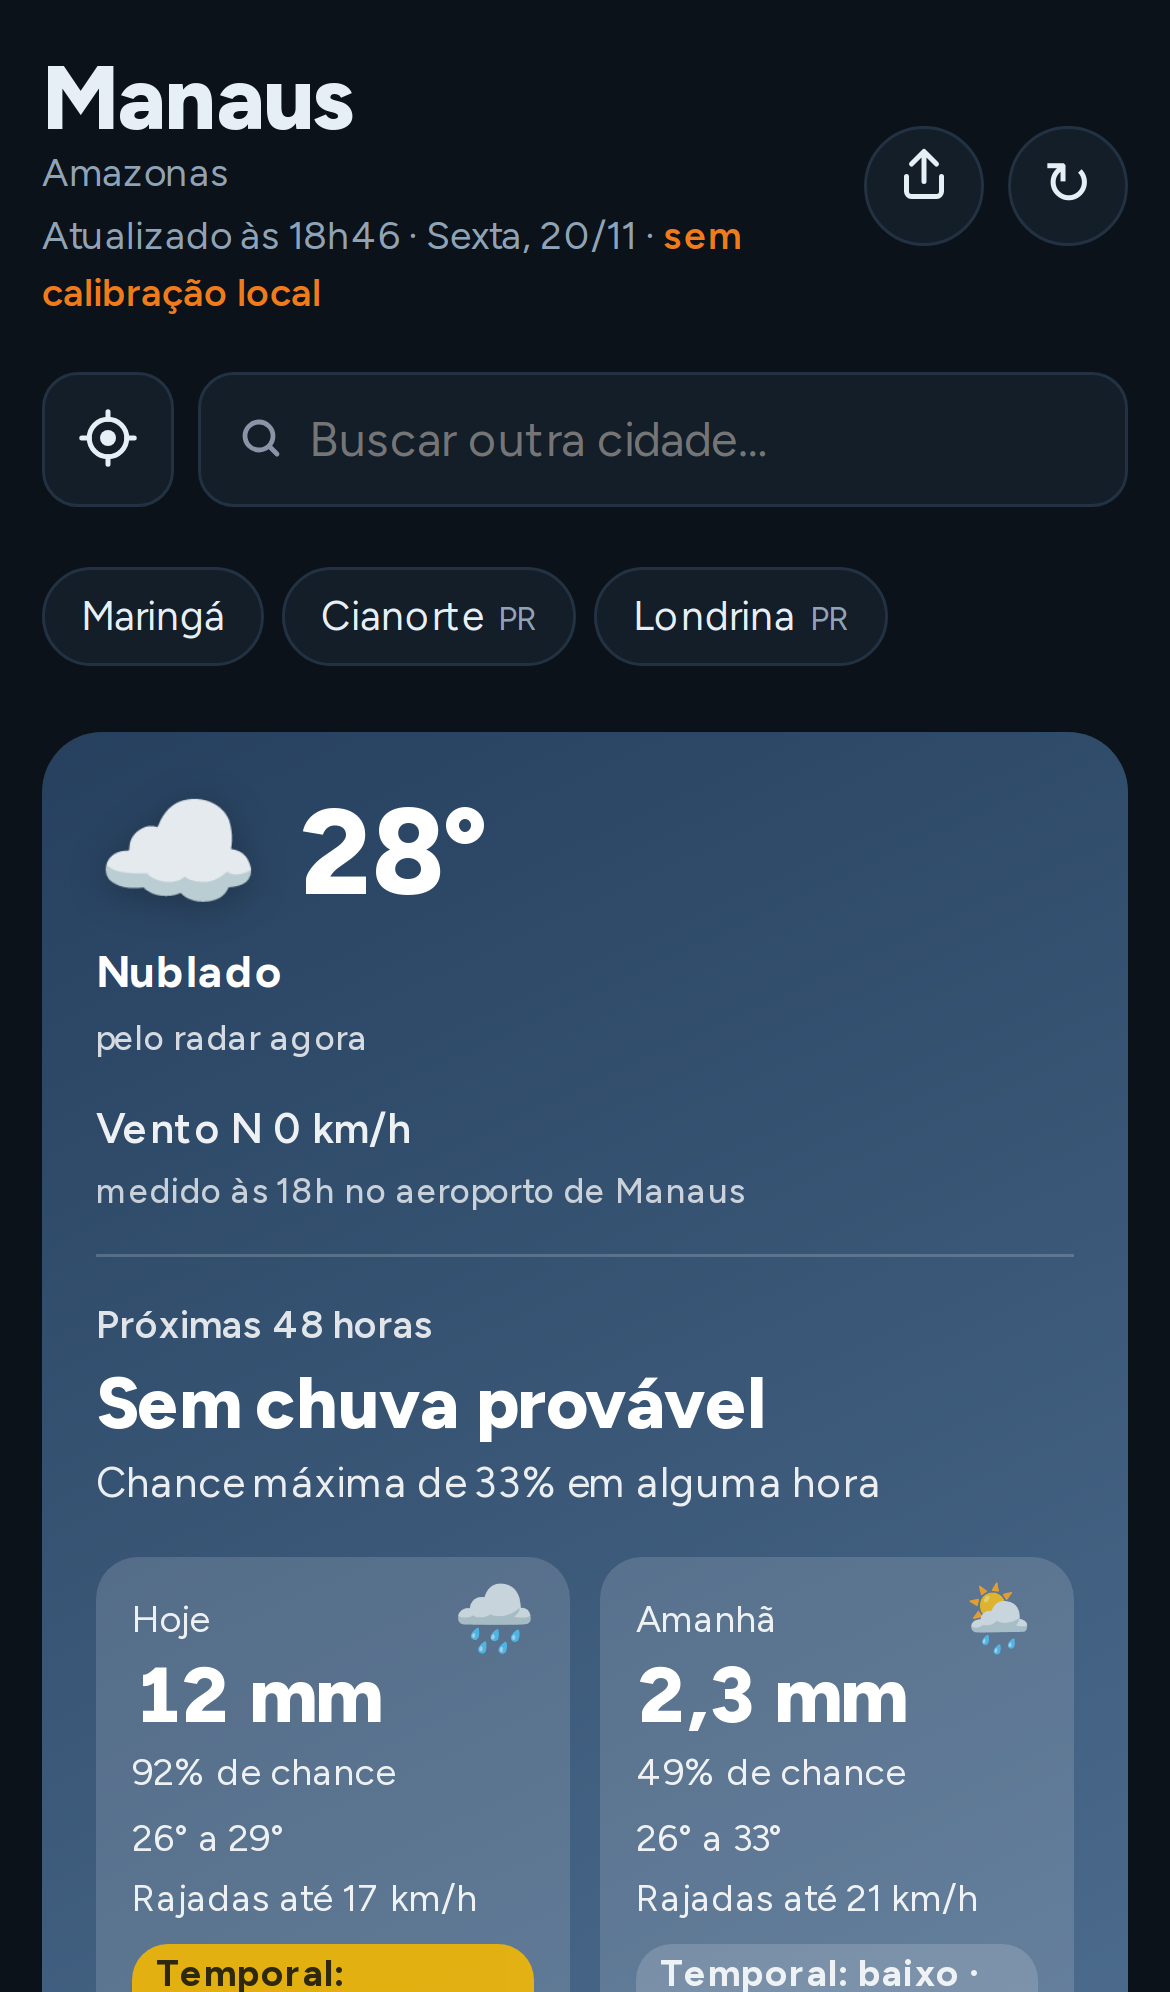 Manaus
Amazonas
Atualizado às 18h46 · Sexta, 20/11 · sem
calibração local
Buscar outra cidade...
Maringá
Cianorte PR
Londrina PR
28°
Nublado
pelo radar agora
Vento N 0 km/h
medido às 18h no aeroporto de Manaus
Próximas 48 horas
Sem chuva provável
Chance máxima de 33% em alguma hora
Hoje
12 mm
92% de chance
26° a 29°
Rajadas até 17 km/h
Temporal:
Amanhã
2,3 mm
49% de chance
26° a 33°
Rajadas até 21 km/h
Temporal: baixo ·